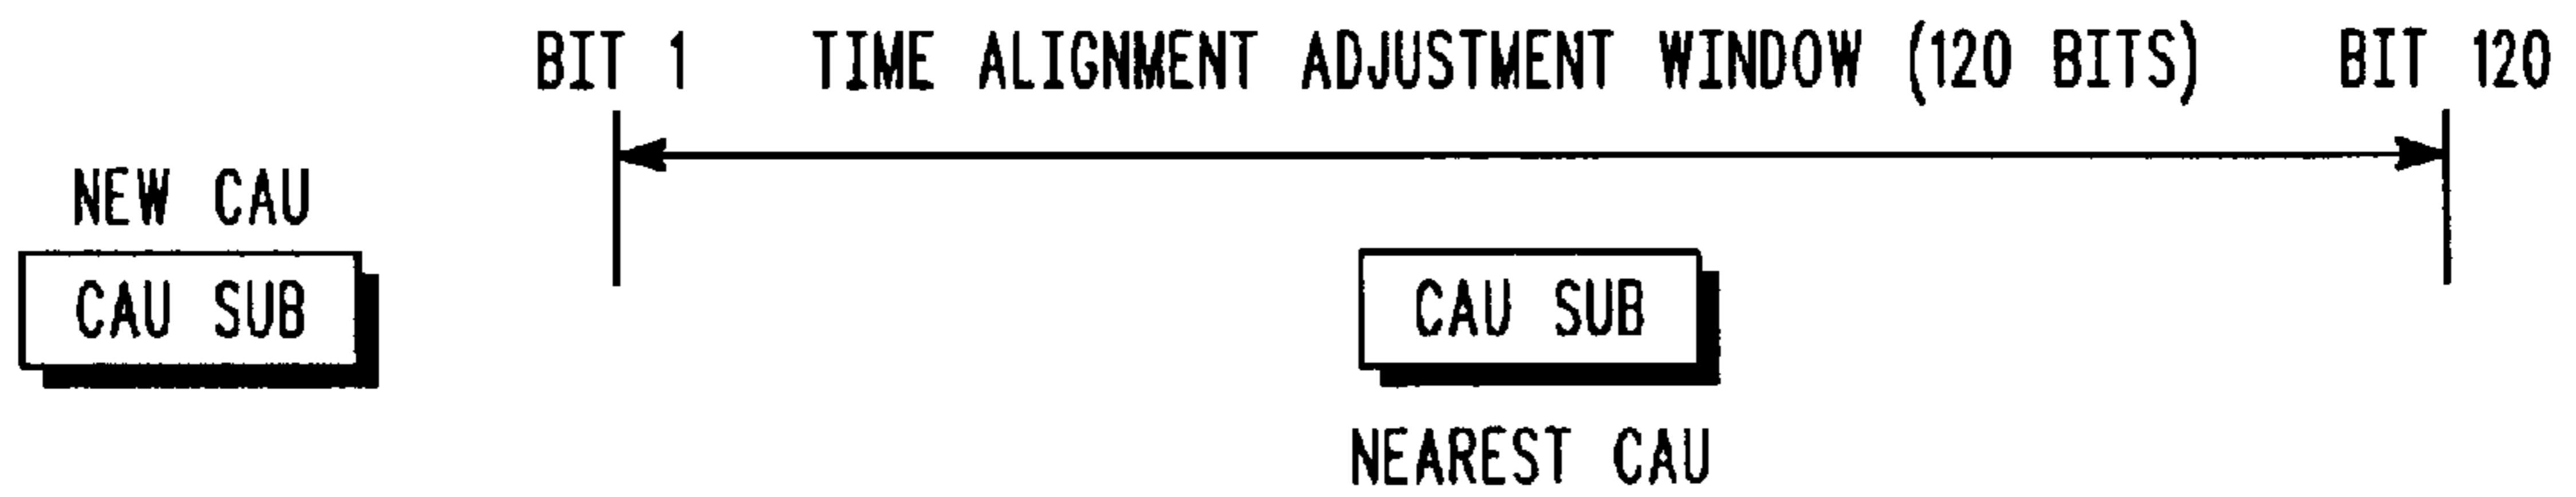 BIT 1 TIME ALIGNMENT ADJUSTMENT WINDOW (120 BITS) BIT 120
NEW CAU
CAU SUB
CAU SUB
NEAREST CAU